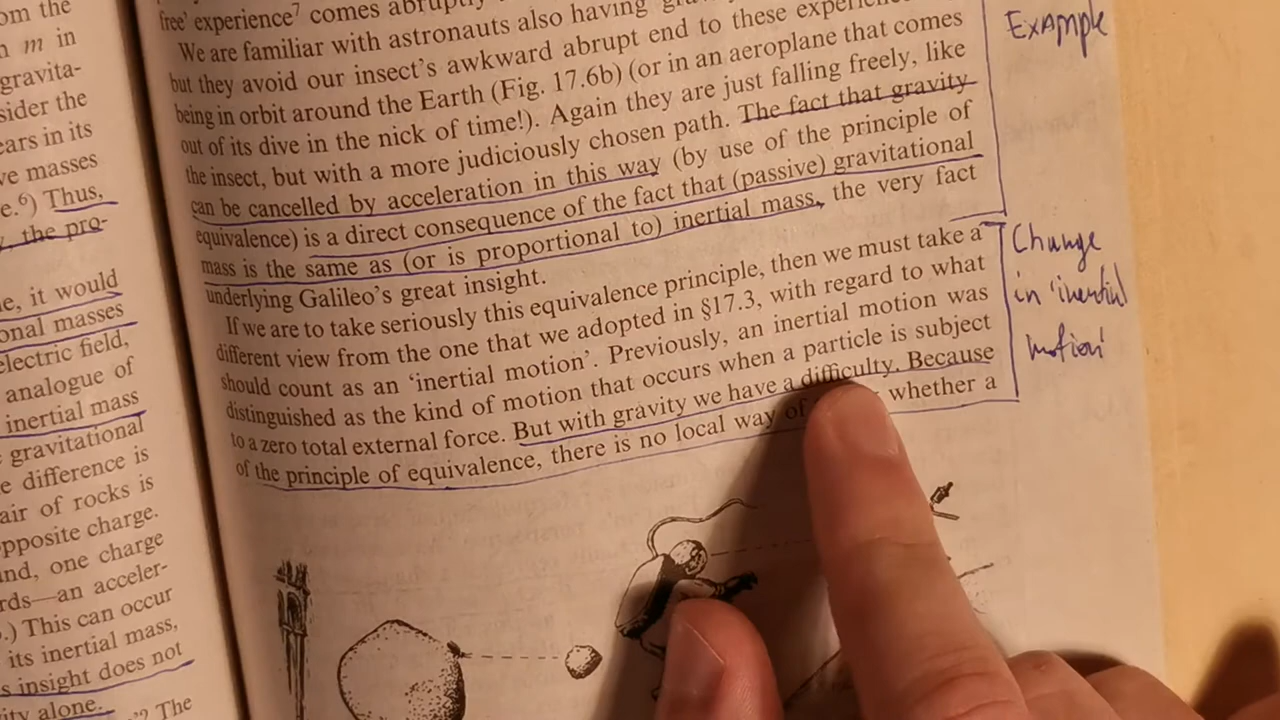 om the
m in
gravita-
sider the
ears in its
ve masses
e.⁶) Thus,
, the pro-
e, it would
onal masses
electric field,
analogue of
inertial mass
gravitational
e difference is
air of rocks is
pposite charge.
nd, one charge
rds—an acceler-
.) This can occur
its inertial mass,
s insight does not
ity alone.
'? The
free' experience⁷ comes abruptly
We are familiar with astronauts also having
but they avoid our insect's awkward abrupt end to these
being in orbit around the Earth (Fig. 17.6b) (or in an aeroplane that comes
out of its dive in the nick of time!). Again they are just falling freely, like
the insect, but with a more judiciously chosen path. The fact that gravity
can be cancelled by acceleration in this way (by use of the principle of
equivalence) is a direct consequence of the fact that (passive) gravitational
mass is the same as (or is proportional to) inertial mass, the very fact
underlying Galileo's great insight.
If we are to take seriously this equivalence principle, then we must take a
different view from the one that we adopted in §17.3, with regard to what
should count as an 'inertial motion'. Previously, an inertial motion was
distinguished as the kind of motion that occurs when a particle is subject
to a zero total external force. But with gravity we have a difficulty. Because
of the principle of equivalence, there is no local way of whether a
Example
Change
in 'inertial
motion'